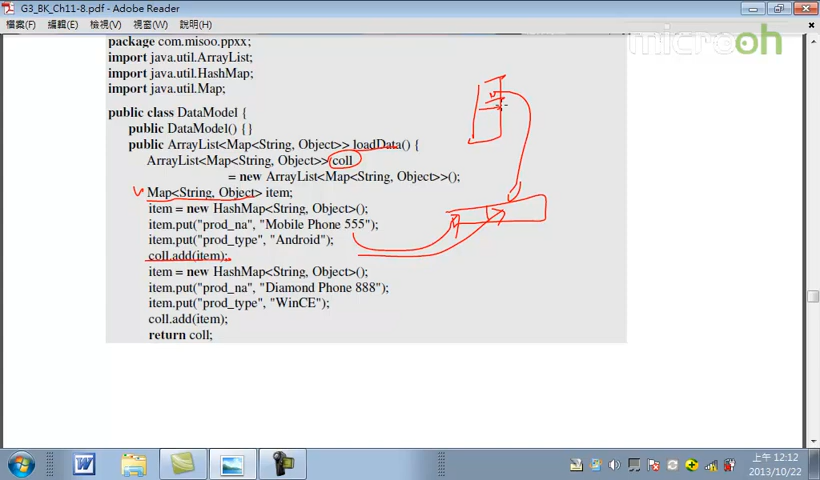 G3_BK_Ch11-8.pdf - Adobe Reader
檔案(F) 編輯(E) 檢視(V) 視窗(W) 說明(H)
microoh
package com.misoo.ppxx;
import java.util.ArrayList;
import java.util.HashMap;
import java.util.Map;
public class DataModel {
public DataModel() {}
public ArrayList<Map<String, Object>> loadData() {
ArrayList<Map<String, Object>> coll
= new ArrayList<Map<String, Object>>();
Map<String, Object> item;
item = new HashMap<String, Object>();
item.put("prod_na", "Mobile Phone 555");
item.put("prod_type", "Android");
coll.add(item);
item = new HashMap<String, Object>();
item.put("prod_na", "Diamond Phone 888");
item.put("prod_type", "WinCE");
coll.add(item);
return coll;
上午 12:12
2013/10/22